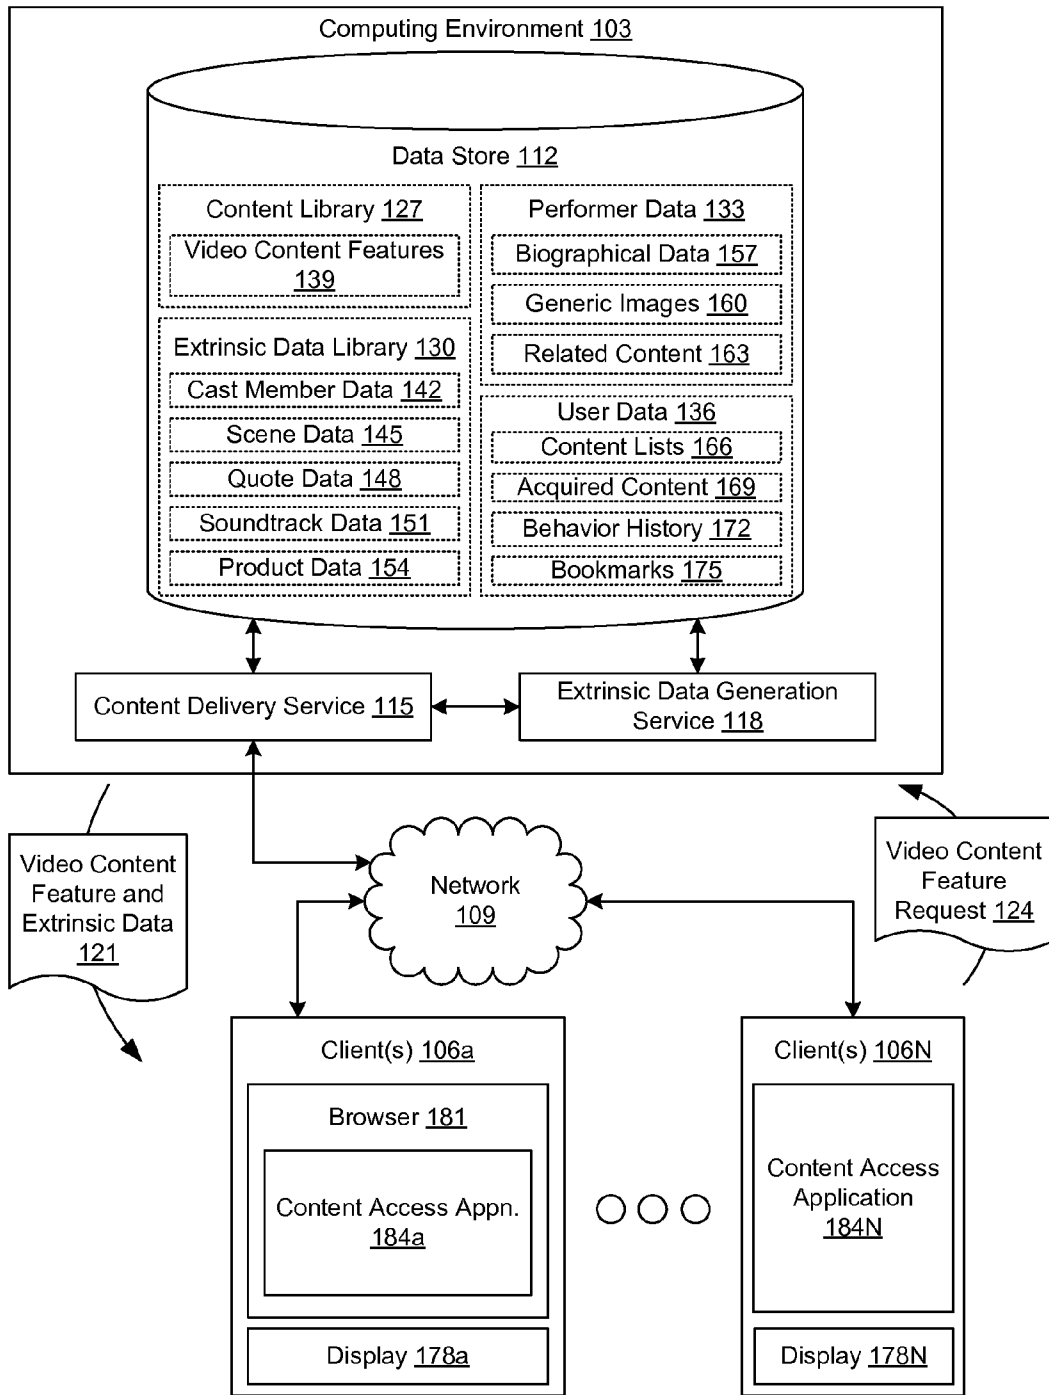 Computing Environment 103
Data Store 112
Content Library 127
Video Content Features
139
Extrinsic Data Library 130
Cast Member Data 142
Scene Data 145
Quote Data 148
Soundtrack Data 151
Product Data 154
Performer Data 133
Biographical Data 157
Generic Images 160
Related Content 163
User Data 136
Content Lists 166
Acquired Content 169
Behavior History 172
Bookmarks 175
Content Delivery Service 115
Extrinsic Data Generation
Service 118
Video Content
Feature and
Extrinsic Data
121
Network
109
Video Content
Feature
Request 124
Client(s) 106a
Browser 181
Content Access Appn.
184a
Display 178a
Client(s) 106N
Content Access
Application
184N
Display 178N